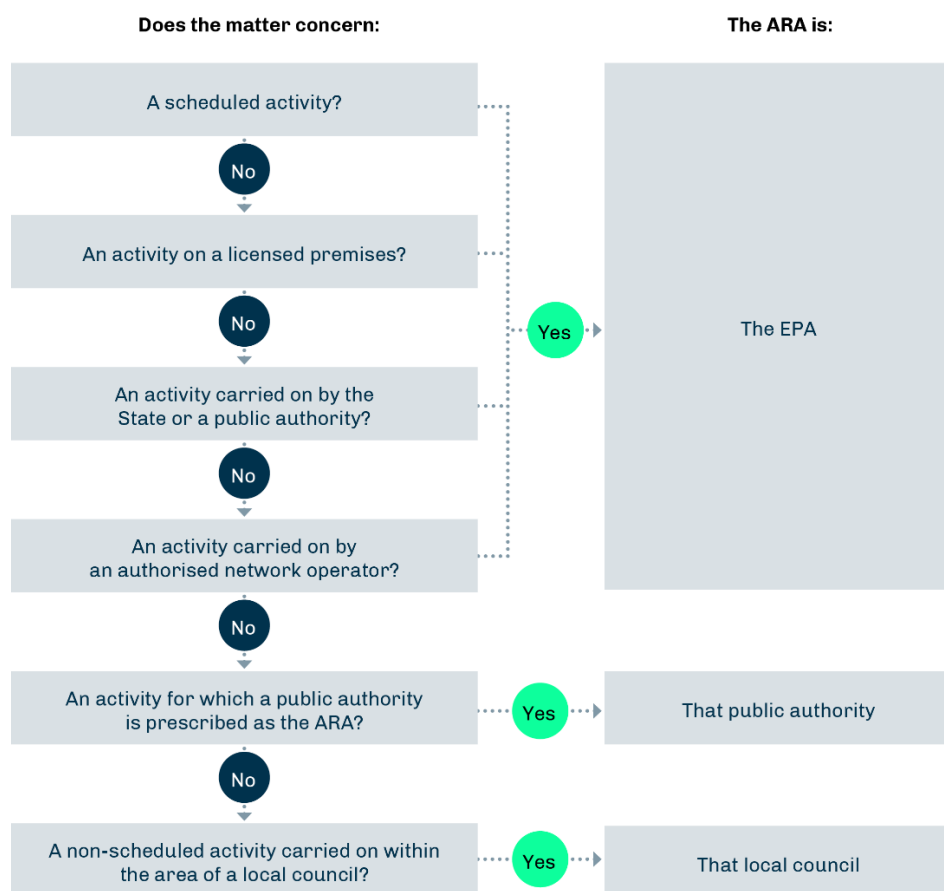 Does the matter concern:
The ARA is:
A scheduled activity?
No
An activity on a licensed premises?
No
Yes
The EPA
An activity carried on by the
State or a public authority?
No
An activity carried on by
an authorised network operator?
No
An activity for which a public authority
is prescribed as the ARA?
Yes
That public authority
No
A non-scheduled activity carried on within
the area of a local council?
Yes
That local council